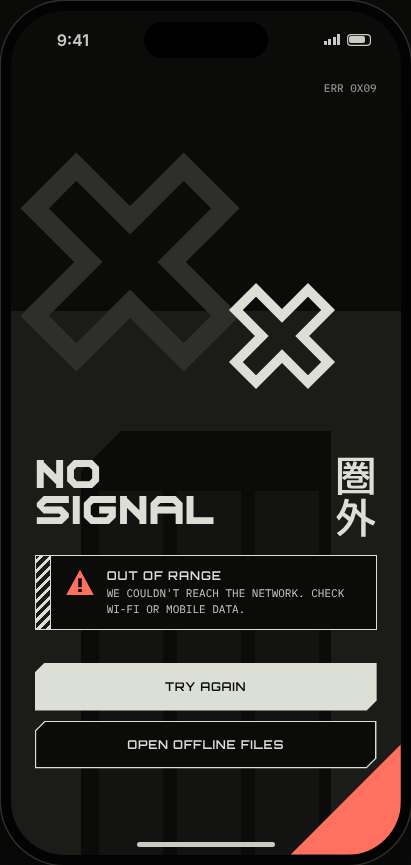 9:41
ERR 0X09
NO
SIGNAL
圏
外
OUT OF RANGE
WE COULDN'T REACH THE NETWORK. CHECK
WI-FI OR MOBILE DATA.
TRY AGAIN
OPEN OFFLINE FILES